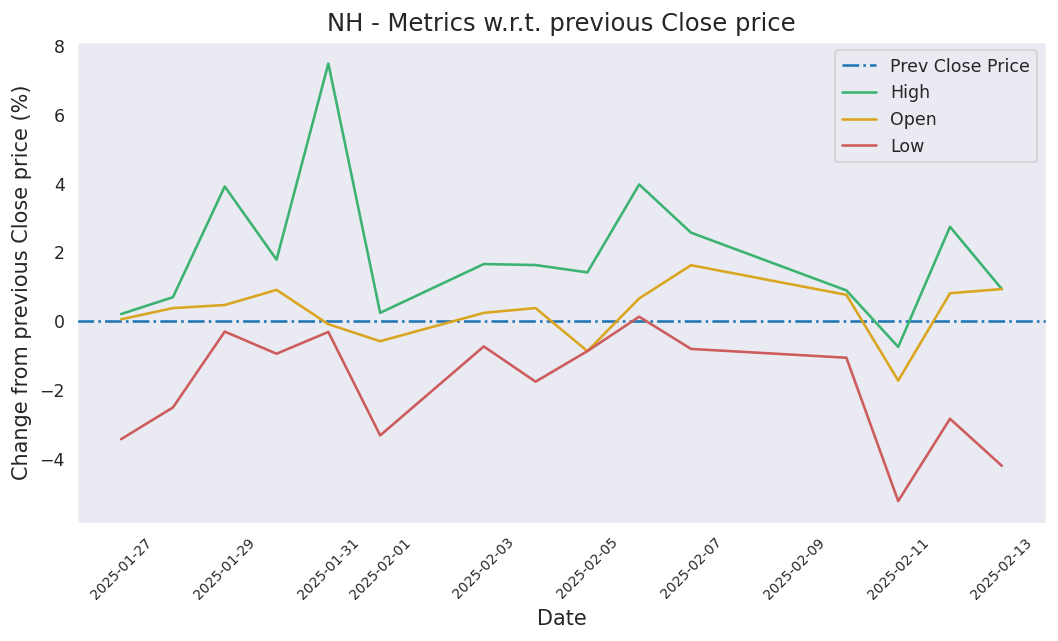 NH - Metrics w.r.t. previous Close price
Change from previous Close price (%)
8
6
4
2
0
−2
−4
Prev Close Price
High
Open
Low
2025-01-27
2025-01-29
2025-01-31
2025-02-01
2025-02-03
2025-02-05
2025-02-07
2025-02-09
2025-02-11
2025-02-13
Date